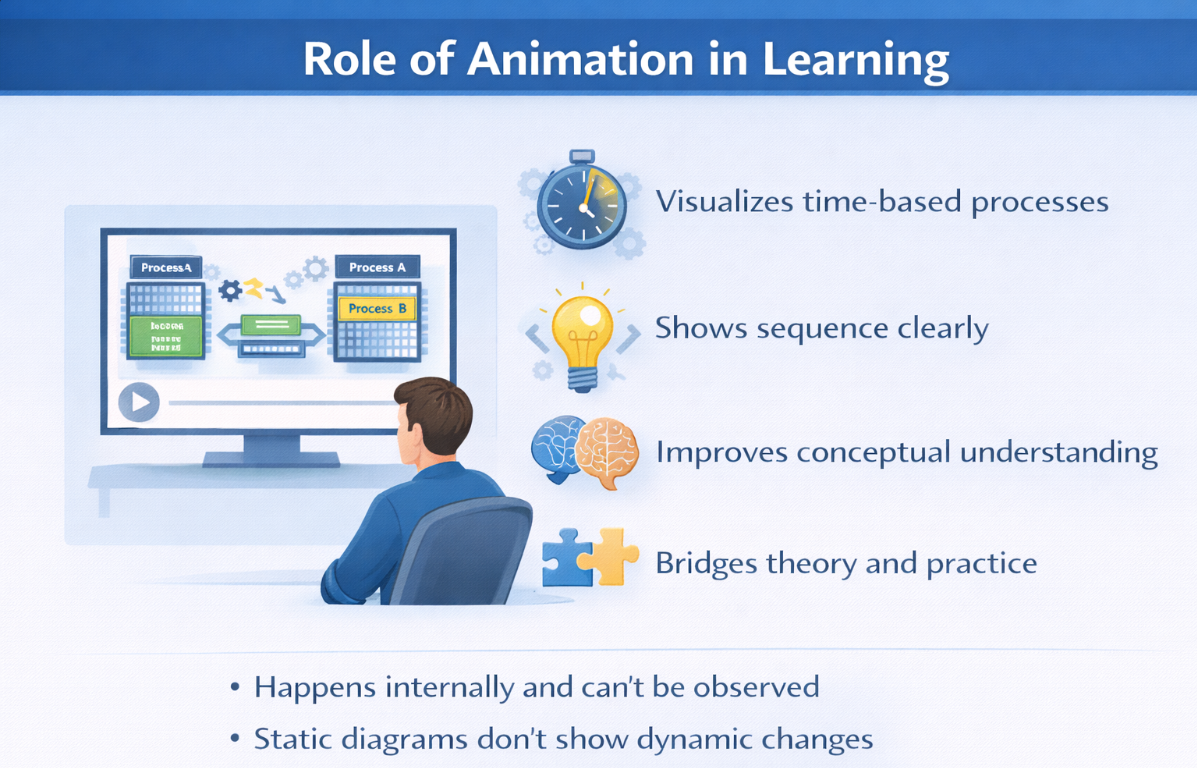 Role of Animation in Learning
Visualizes time-based processes
Process A
Process A
Process B
Shows sequence clearly
Improves conceptual understanding
Bridges theory and practice
• Happens internally and can't be observed
• Static diagrams don't show dynamic changes